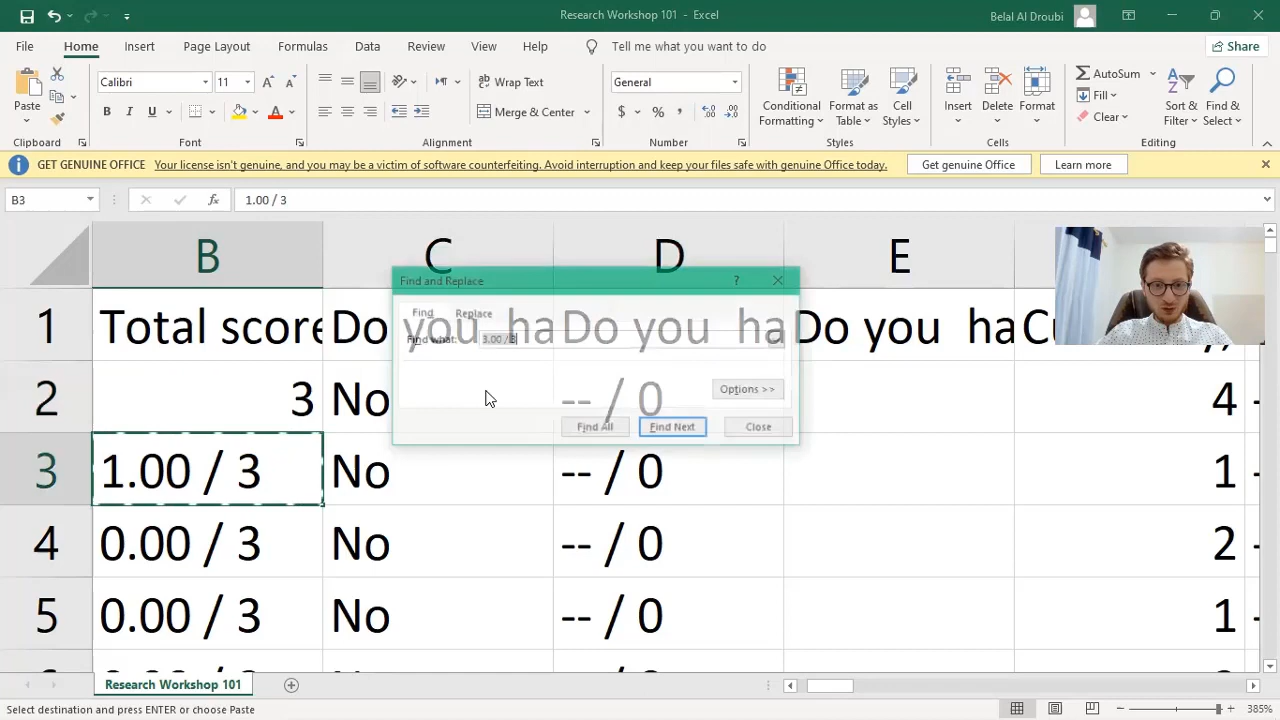 Research Workshop 101 - Excel
Belal Al Droubi
File Home Insert Page Layout Formulas Data Review View Help Tell me what you want to do Share
Paste
Calibri 11
B I U
Wrap Text
Merge & Center
General
$ % ,
Conditional Formatting
Format as Table
Cell Styles
Insert
Delete
Format
AutoSum
Fill
Clear
Sort & Filter
Find & Select
Clipboard Font Alignment Number Styles Cells Editing
GET GENUINE OFFICE Your license isn't genuine, and you may be a victim of software counterfeiting. Avoid interruption and keep your files safe with genuine Office today. Get genuine Office Learn more
B3 fx 1.00 / 3
B C D E
Find and Replace ?
Find Replace
Find what: 3.00 / 3
Options >>
Find All Find Next Close
1 Total score Do you ha Do you ha Do you ha
2 3 No -- / 0 4
3 1.00 / 3 No -- / 0 1
4 0.00 / 3 No -- / 0 2
5 0.00 / 3 No -- / 0 1
Research Workshop 101
Select destination and press ENTER or choose Paste
385%